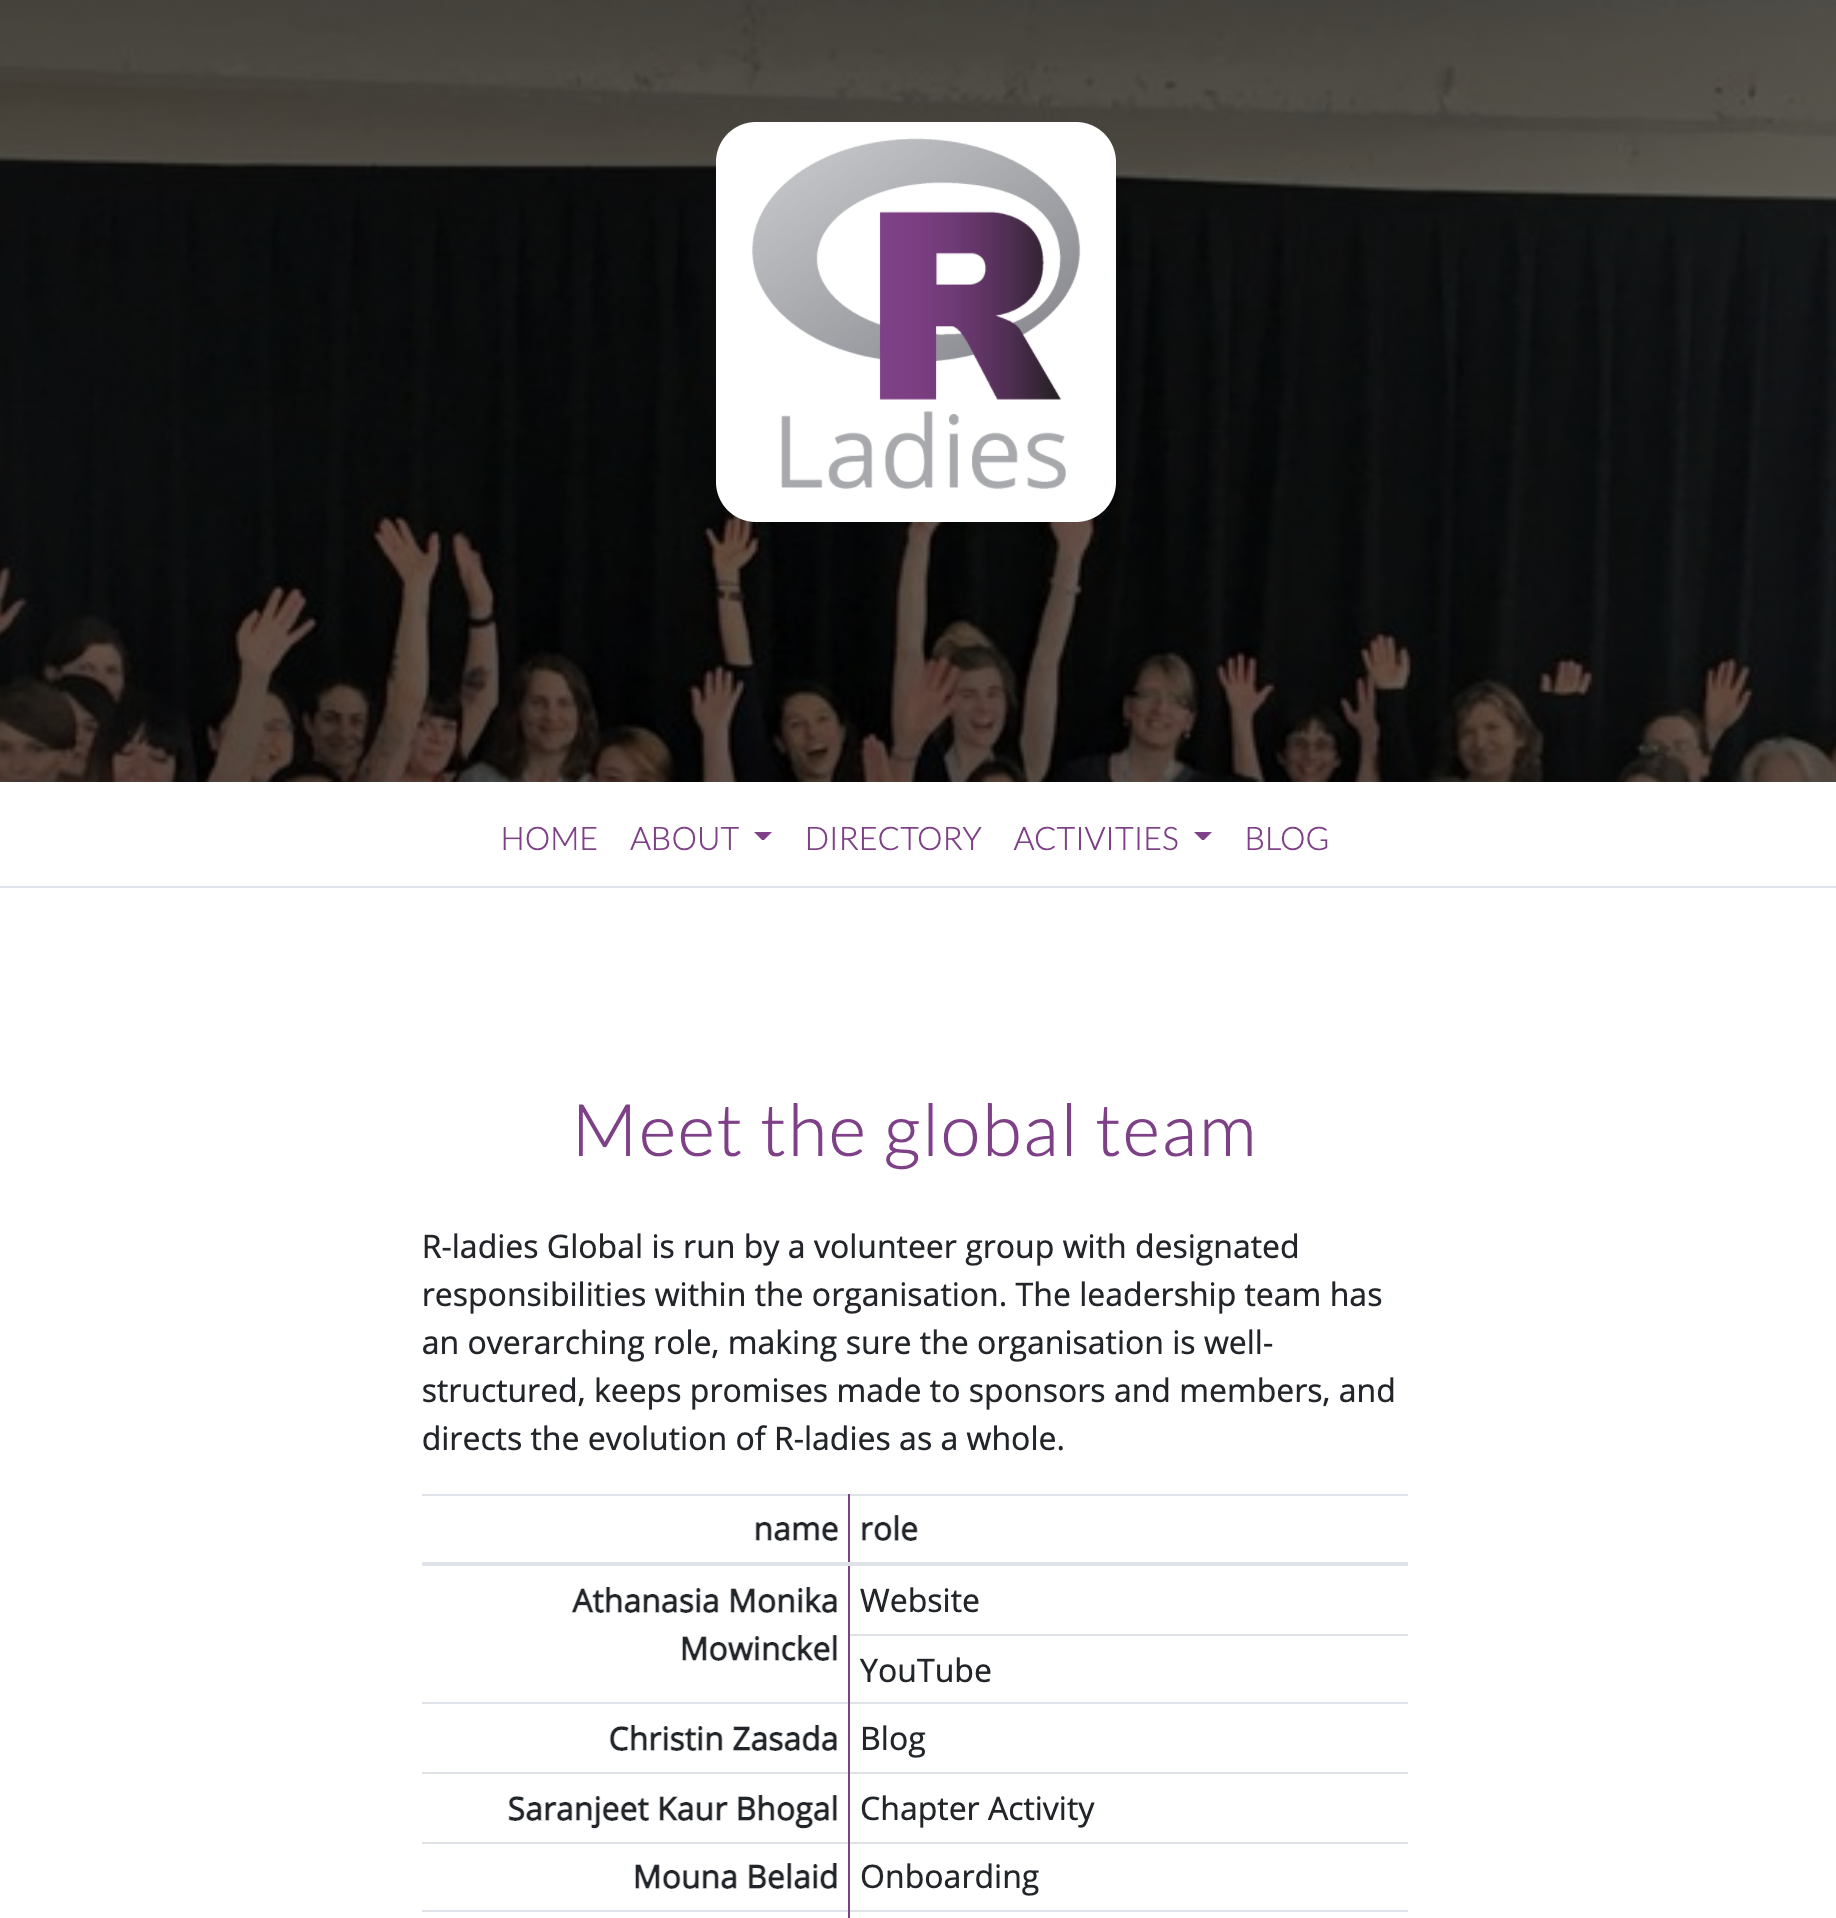 R
Ladies
HOME ABOUT DIRECTORY ACTIVITIES BLOG
Meet the global team
R-ladies Global is run by a volunteer group with designated
responsibilities within the organisation. The leadership team has
an overarching role, making sure the organisation is well-
structured, keeps promises made to sponsors and members, and
directs the evolution of R-ladies as a whole.
name role
Athanasia Monika Website
Mowinckel
YouTube
Christin Zasada Blog
Saranjeet Kaur Bhogal Chapter Activity
Mouna Belaid Onboarding